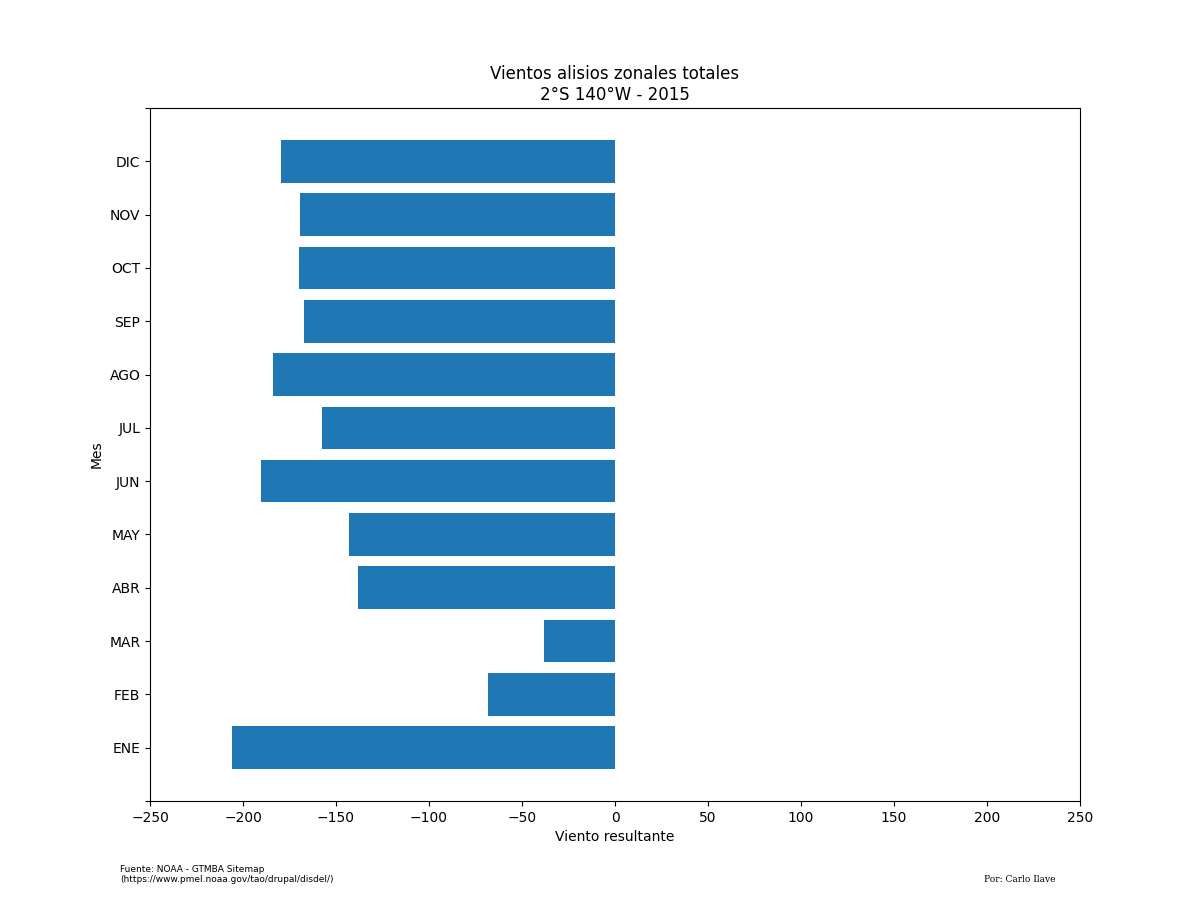 Vientos alisios zonales totales
2°S 140°W - 2015
DIC
NOV
OCT
SEP
AGO
JUL
JUN
MAY
ABR
MAR
FEB
ENE
Mes
−250 −200 −150 −100 −50 0 50 100 150 200 250
Viento resultante
Fuente: NOAA - GTMBA Sitemap
(https://www.pmel.noaa.gov/tao/drupal/disdel/)
Por: Carlo Ilave